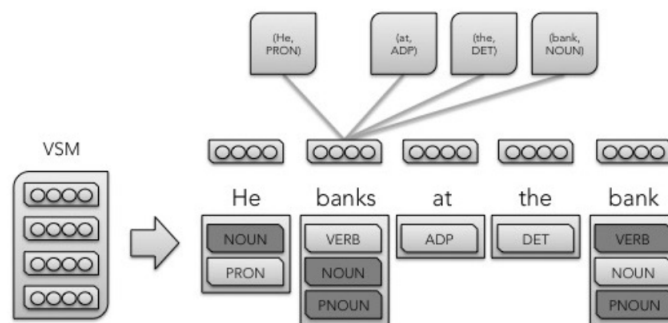 (He, PRON)
(at, ADP)
(the, DET)
(bank, NOUN)
VSM
He banks at the bank
NOUN VERB ADP DET VERB
PRON NOUN NOUN
PNOUN PNOUN